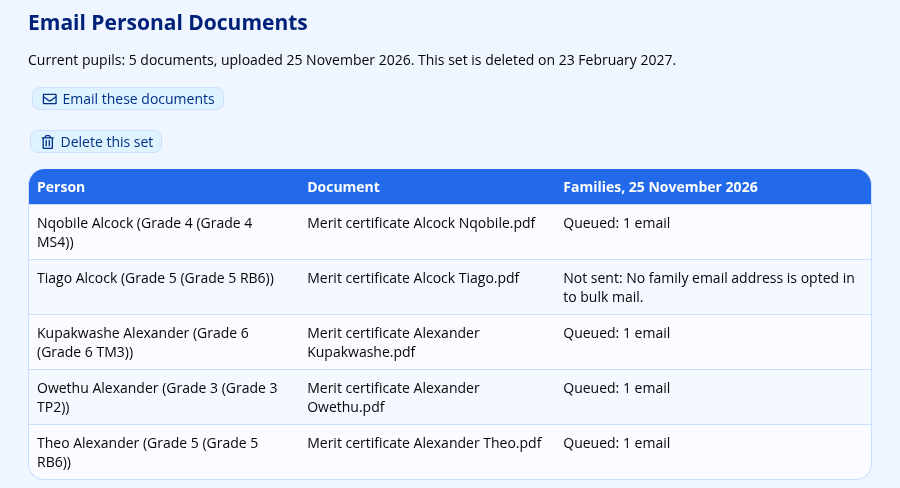 Email Personal Documents
Current pupils: 5 documents, uploaded 25 November 2026. This set is deleted on 23 February 2027.
Email these documents
Delete this set
Person Document Families, 25 November 2026
Nqobile Alcock (Grade 4 (Grade 4 Merit certificate Alcock Nqobile.pdf Queued: 1 email
MS4))
Tiago Alcock (Grade 5 (Grade 5 RB6)) Merit certificate Alcock Tiago.pdf Not sent: No family email address is opted in
to bulk mail.
Kupakwashe Alexander (Grade 6 Merit certificate Alexander Queued: 1 email
(Grade 6 TM3)) Kupakwashe.pdf
Owethu Alexander (Grade 3 (Grade 3 Merit certificate Alexander Queued: 1 email
TP2)) Owethu.pdf
Theo Alexander (Grade 5 (Grade 5 Merit certificate Alexander Theo.pdf Queued: 1 email
RB6))